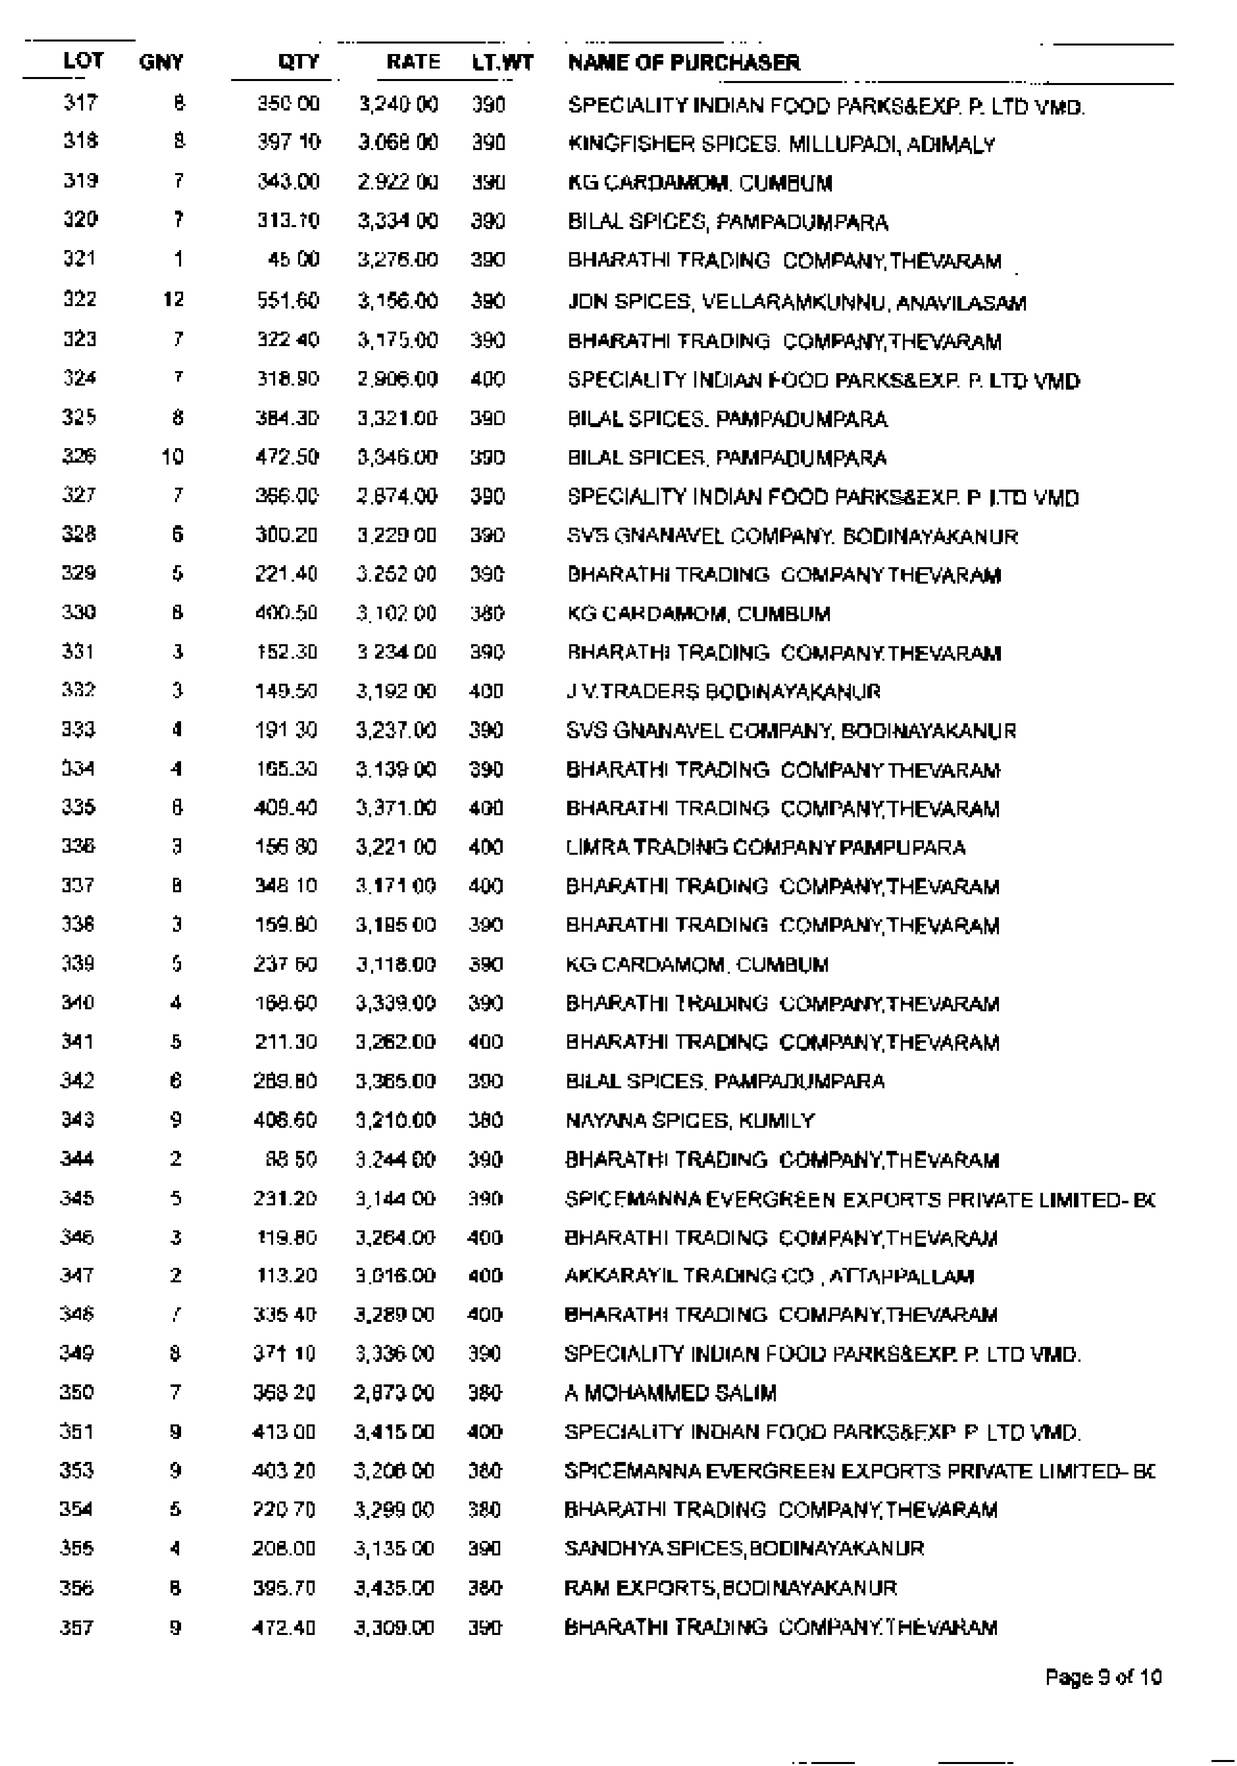 LOT GNY QTY RATE LT.WT NAME OF PURCHASER
317 8 350.00 3,240.00 390 SPECIALITY INDIAN FOOD PARKS&EXP. P. LTD VMD.
318 8 397.10 3,068.00 390 KINGFISHER SPICES, MILLUPADI, ADIMALY
319 7 343.00 2,922.00 390 KG CARDAMOM, CUMBUM
320 7 313.10 3,334.00 390 BILAL SPICES, PAMPADUMPARA
321 1 45.00 3,276.00 390 BHARATHI TRADING COMPANY,THEVARAM
322 12 551.60 3,156.00 390 JDN SPICES, VELLARAMKUNNU, ANAVILASAM
323 7 322.40 3,175.00 390 BHARATHI TRADING COMPANY,THEVARAM
324 7 318.90 2,906.00 400 SPECIALITY INDIAN FOOD PARKS&EXP. P. LTD VMD
325 8 384.30 3,321.00 390 BILAL SPICES, PAMPADUMPARA
326 10 472.50 3,346.00 390 BILAL SPICES, PAMPADUMPARA
327 7 366.00 2,874.00 390 SPECIALITY INDIAN FOOD PARKS&EXP. P. LTD VMD
328 6 300.20 3,229.00 390 SVS GNANAVEL COMPANY, BODINAYAKANUR
329 5 221.40 3,252.00 390 BHARATHI TRADING COMPANY,THEVARAM
330 8 400.50 3,102.00 380 KG CARDAMOM, CUMBUM
331 3 152.30 3,234.00 390 BHARATHI TRADING COMPANY,THEVARAM
332 3 149.50 3,192.00 400 J.V.TRADERS BODINAYAKANUR
333 4 191.30 3,237.00 390 SVS GNANAVEL COMPANY, BODINAYAKANUR
334 4 165.30 3,139.00 390 BHARATHI TRADING COMPANY,THEVARAM
335 8 409.40 3,371.00 400 BHARATHI TRADING COMPANY,THEVARAM
336 3 156.80 3,221.00 400 LIMRA TRADING COMPANY PAMPUPARA
337 8 348.10 3,171.00 400 BHARATHI TRADING COMPANY,THEVARAM
338 3 159.80 3,195.00 390 BHARATHI TRADING COMPANY,THEVARAM
339 5 237.60 3,118.00 390 KG CARDAMOM, CUMBUM
340 4 168.60 3,339.00 390 BHARATHI TRADING COMPANY,THEVARAM
341 5 211.30 3,262.00 400 BHARATHI TRADING COMPANY,THEVARAM
342 6 289.80 3,365.00 390 BILAL SPICES, PAMPADUMPARA
343 9 408.60 3,210.00 380 NAYANA SPICES, KUMILY
344 2 88.50 3,244.00 390 BHARATHI TRADING COMPANY,THEVARAM
345 5 231.20 3,144.00 390 SPICEMANNA EVERGREEN EXPORTS PRIVATE LIMITED- BO
346 3 119.80 3,264.00 400 BHARATHI TRADING COMPANY,THEVARAM
347 2 113.20 3,016.00 400 AKKARAYIL TRADING CO , ATTAPPALLAM
348 7 335.40 3,289.00 400 BHARATHI TRADING COMPANY,THEVARAM
349 8 371.10 3,336.00 390 SPECIALITY INDIAN FOOD PARKS&EXP. P. LTD VMD.
350 7 368.20 2,873.00 380 A MOHAMMED SALIM
351 9 413.00 3,415.00 400 SPECIALITY INDIAN FOOD PARKS&EXP. P. LTD VMD.
353 9 403.20 3,206.00 380 SPICEMANNA EVERGREEN EXPORTS PRIVATE LIMITED- BO
354 5 220.70 3,299.00 380 BHARATHI TRADING COMPANY,THEVARAM
355 4 208.00 3,135.00 390 SANDHYA SPICES,BODINAYAKANUR
356 8 396.70 3,435.00 380 RAM EXPORTS,BODINAYAKANUR
357 9 472.40 3,309.00 390 BHARATHI TRADING COMPANY,THEVARAM
Page 9 of 10